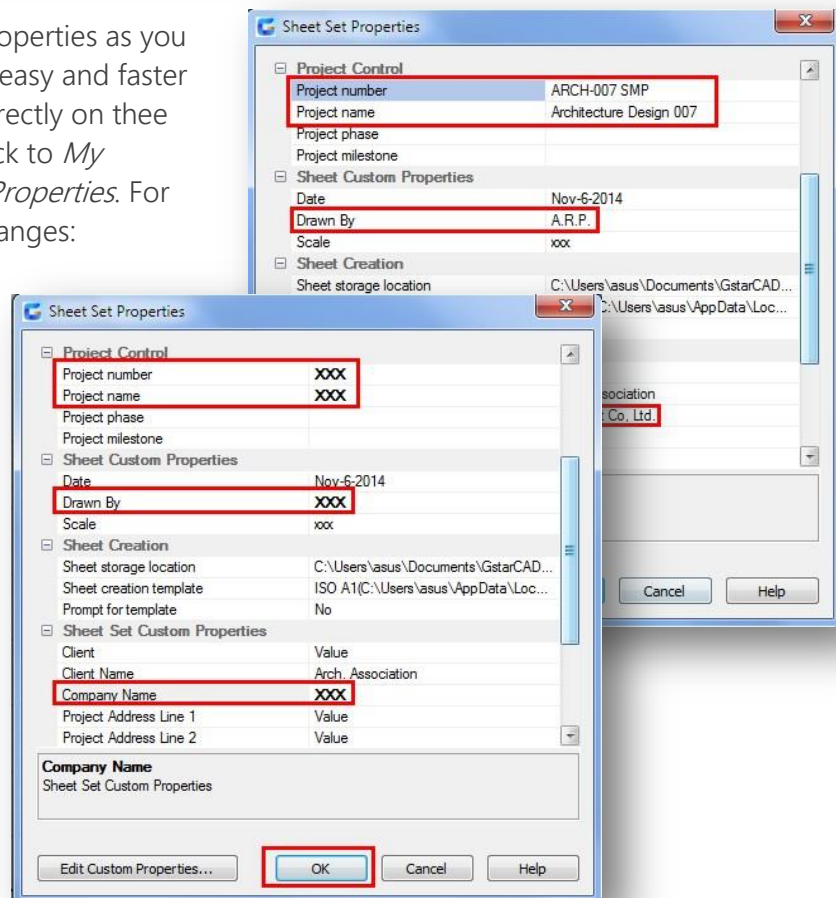 roperties as you
easy and faster
rectly on thee
ck to My
Properties. For
anges:
Sheet Set Properties
Project Control
Project number ARCH-007 SMP
Project name Architecture Design 007
Project phase
Project milestone
Sheet Custom Properties
Date Nov-6-2014
Drawn By A.R.P.
Scale xxx
Sheet Creation
Sheet storage location C:\Users\asus\Documents\GstarCAD...
C:\Users\asus\AppData\Loc...
sociation
Co, Ltd.
Cancel Help
Sheet Set Properties
Project Control
Project number XXX
Project name XXX
Project phase
Project milestone
Sheet Custom Properties
Date Nov-6-2014
Drawn By XXX
Scale xxx
Sheet Creation
Sheet storage location C:\Users\asus\Documents\GstarCAD...
Sheet creation template ISO A1(C:\Users\asus\AppData\Loc...
Prompt for template No
Sheet Set Custom Properties
Client Value
Client Name Arch. Association
Company Name XXX
Project Address Line 1 Value
Project Address Line 2 Value
Company Name
Sheet Set Custom Properties
Edit Custom Properties... OK Cancel Help